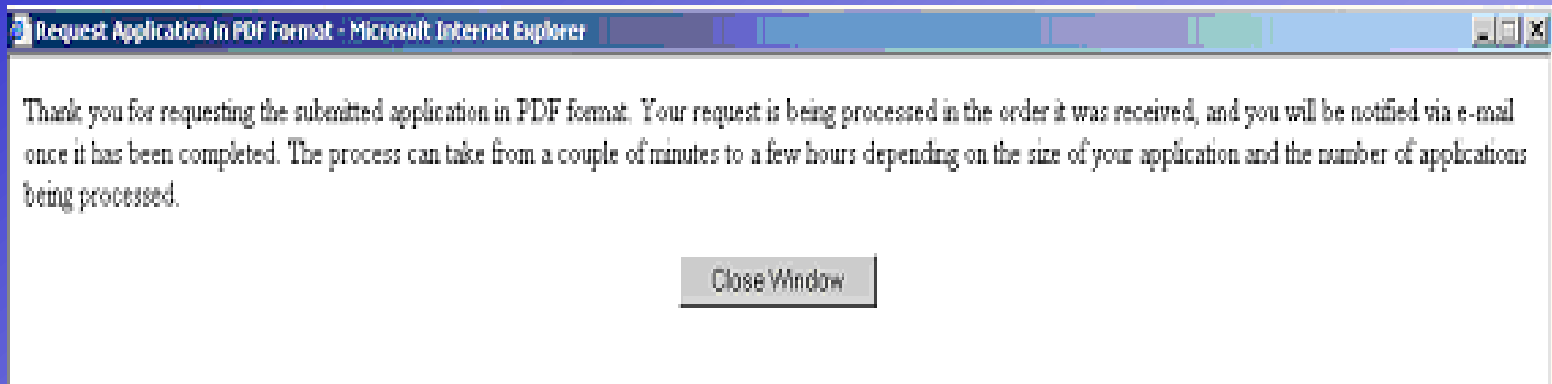 Request Application in PDF Format - Microsoft Internet Explorer
Thank you for requesting the submitted application in PDF format. Your request is being processed in the order it was received, and you will be notified via e-mail
once it has been completed. The process can take from a couple of minutes to a few hours depending on the size of your application and the number of applications
being processed.
Close Window